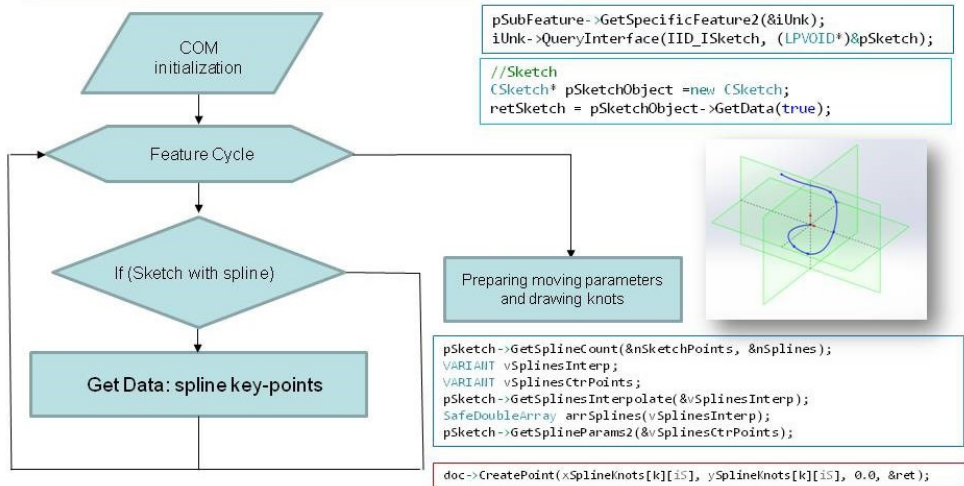 COM
initialization
Feature Cycle
If (Sketch with spline)
Get Data: spline key-points
Preparing moving parameters
and drawing knots
pSubFeature->GetSpecificFeature2(&iUnk);
iUnk->QueryInterface(IID_ISketch, (LPVOID*)&pSketch);
//Sketch
CSketch* pSketchObject =new CSketch;
retSketch = pSketchObject->GetData(true);
pSketch->GetSplineCount(&nSketchPoints, &nSplines);
VARIANT vSplinesInterp;
VARIANT vSplinesCtrPoints;
pSketch->GetSplinesInterpolate(&vSplinesInterp);
SafeDoubleArray arrSplines(vSplinesInterp);
pSketch->GetSplineParams2(&vSplinesCtrPoints);
doc->CreatePoint(xSplineKnots[k][iS], ySplineKnots[k][iS], 0.0, &ret);